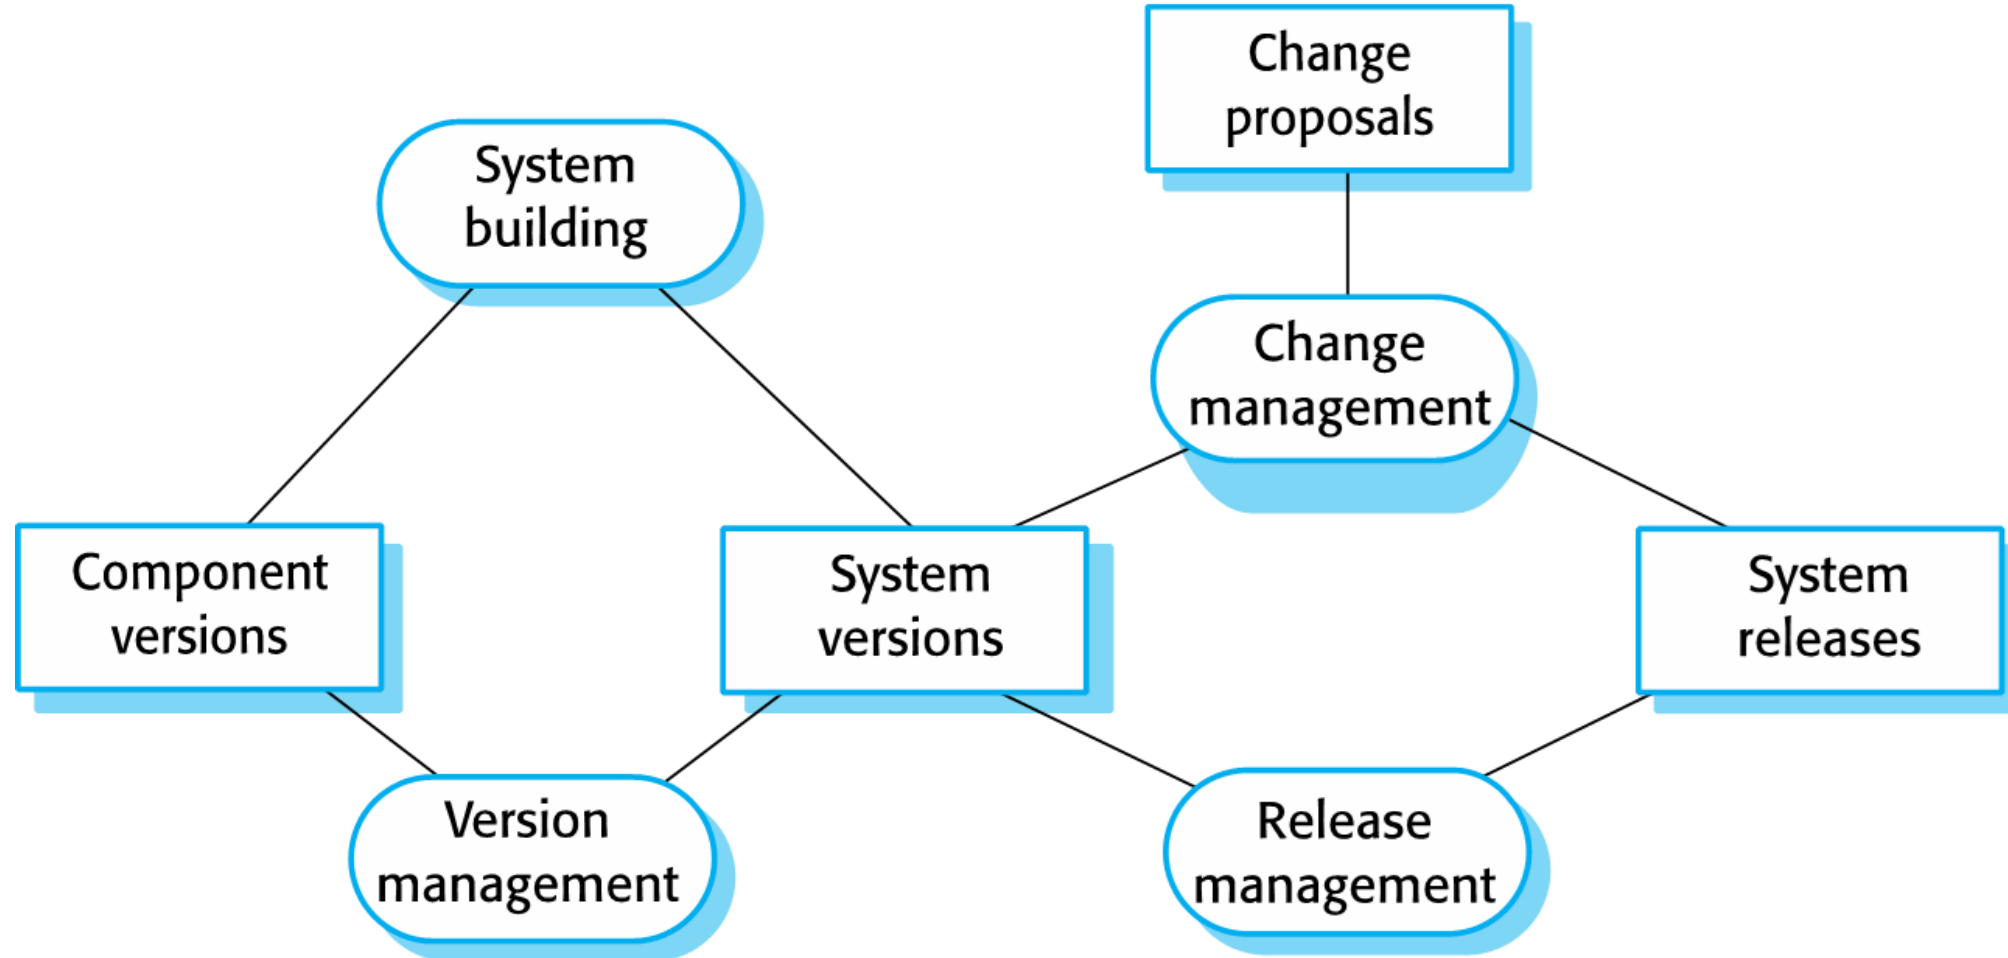 Change
proposals
System
building
Change
management
Component
versions
System
versions
System
releases
Version
management
Release
management